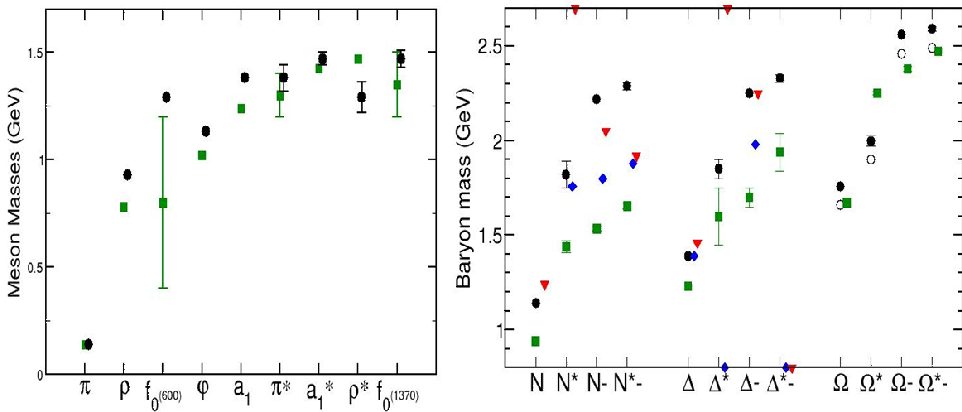 Meson Masses (GeV)
1.5
1
0.5
0
π ρ f0(600) φ a1 π* a1* ρ* f0(1370)
Baryon mass (GeV)
2.5
2
1.5
1
N N* N- N*- Δ Δ* Δ- Δ*- Ω Ω* Ω- Ω*-